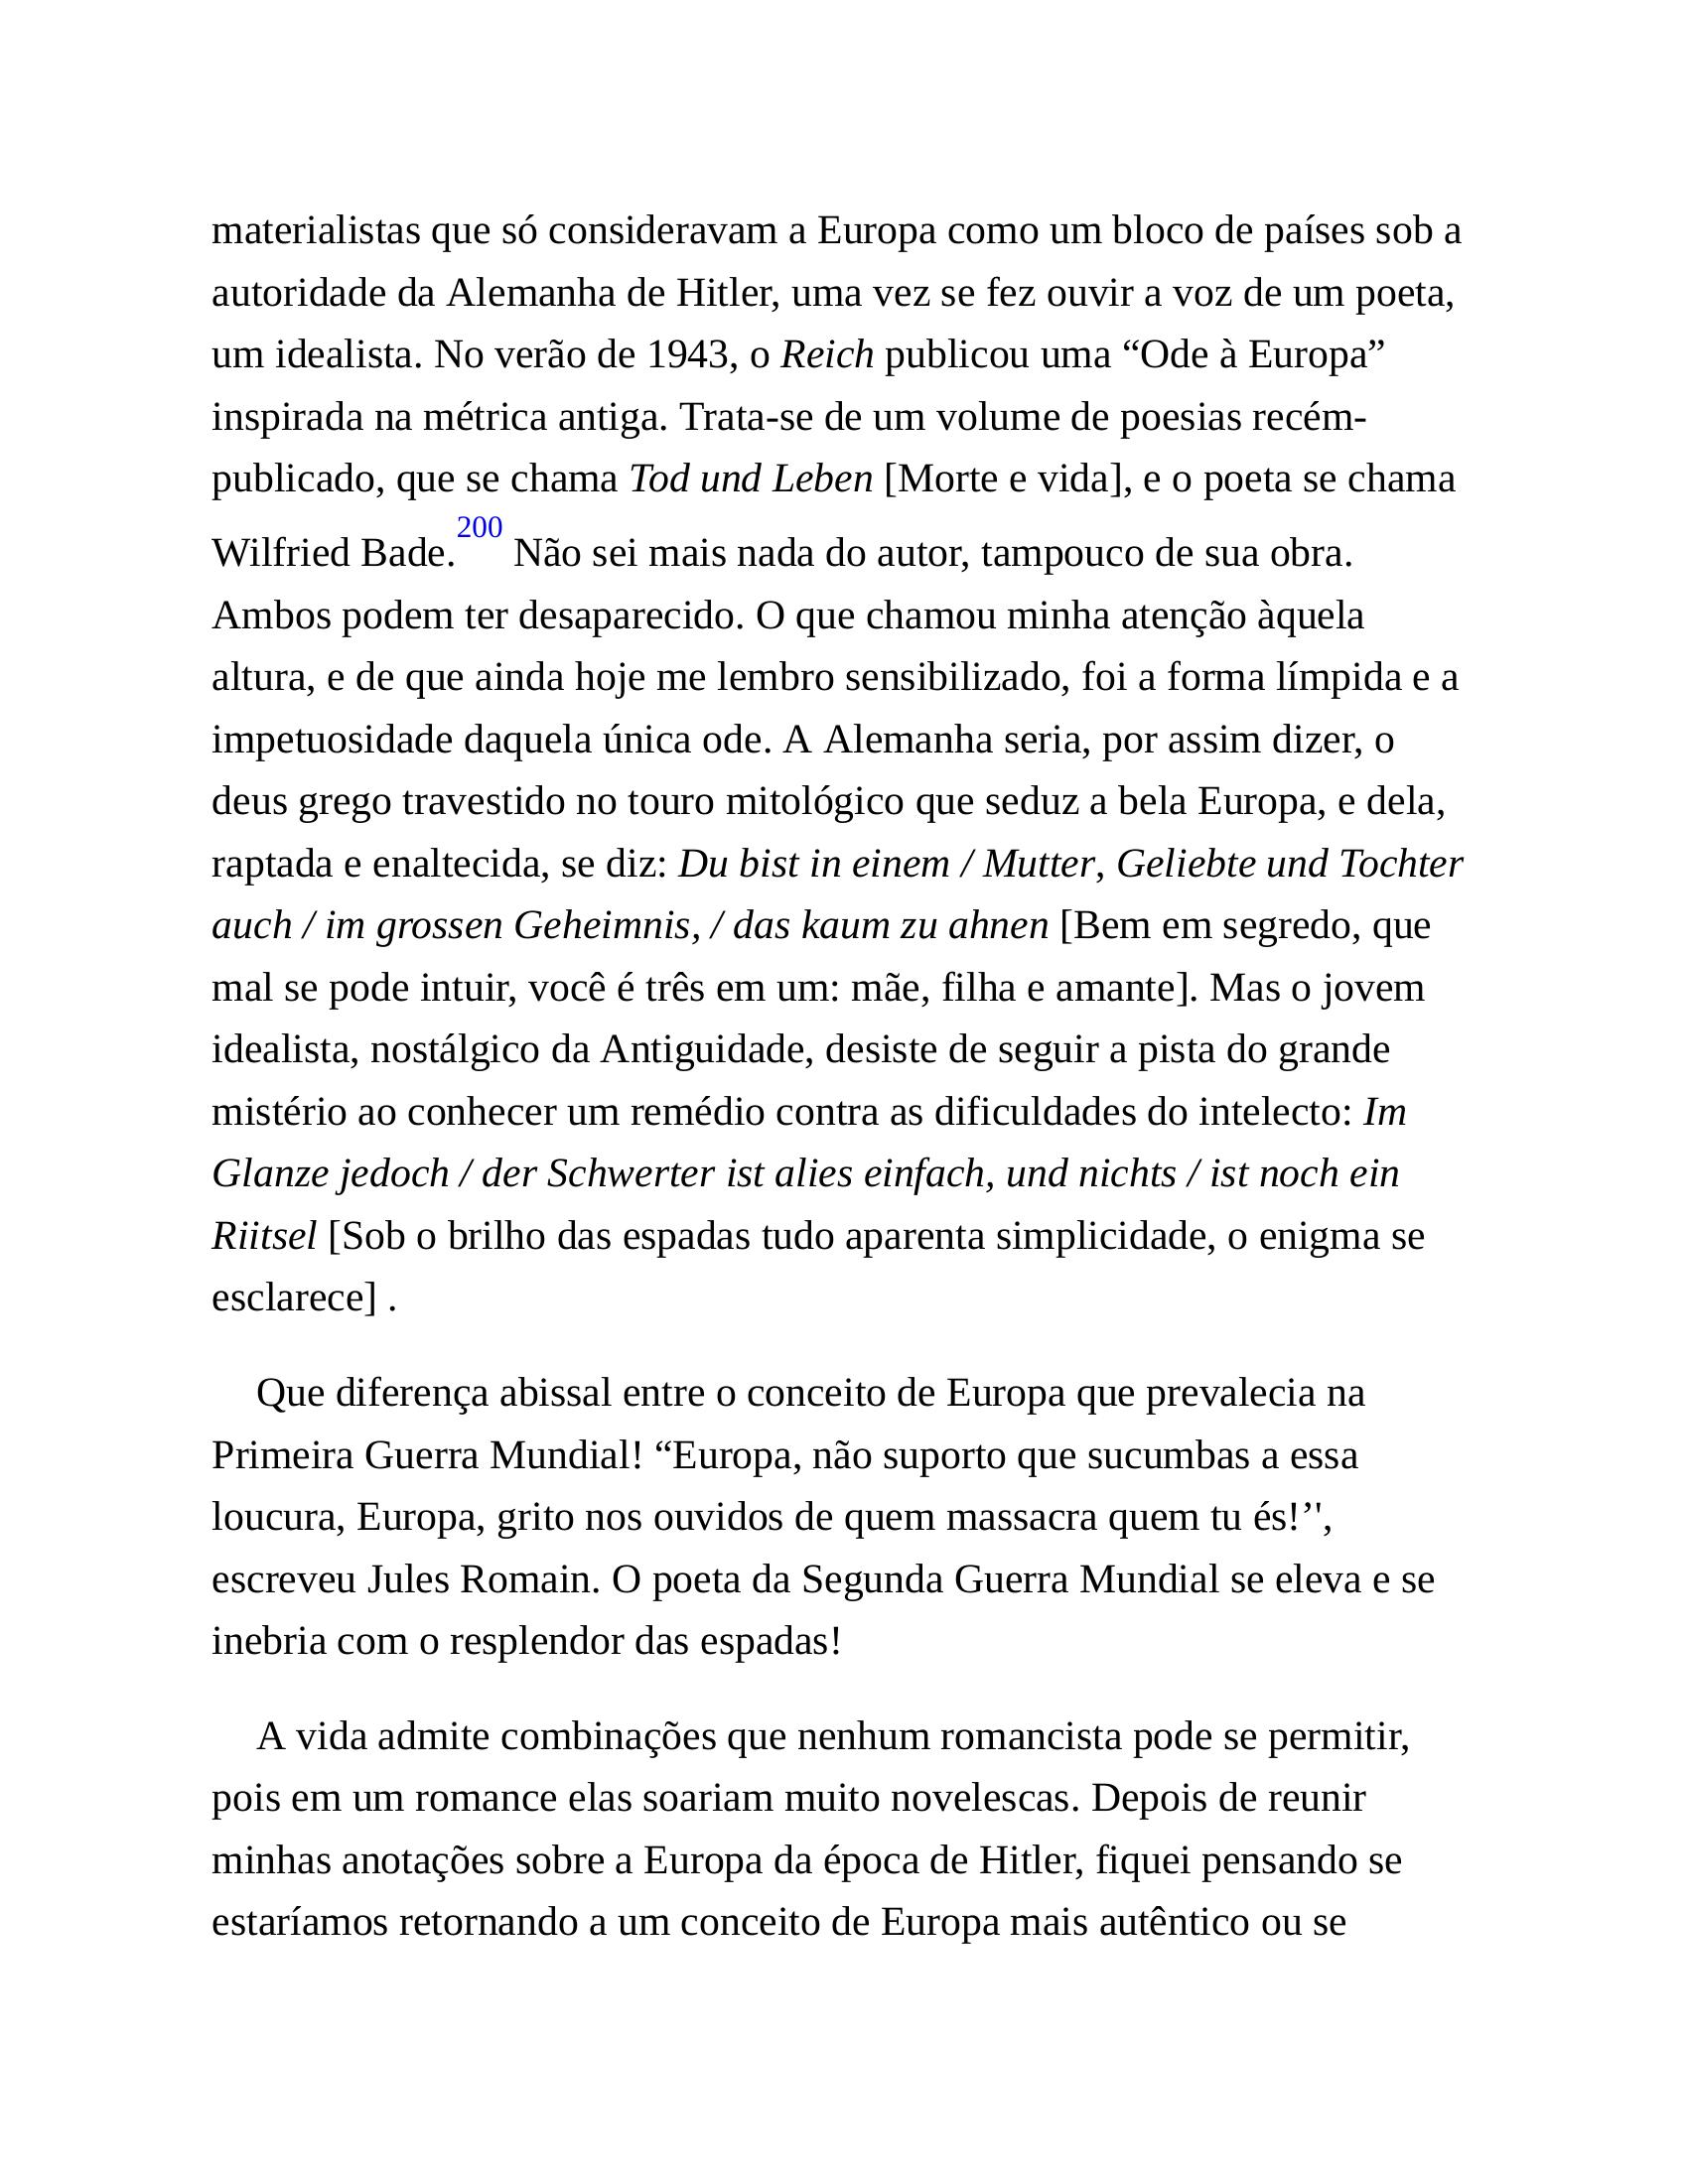 materialistas que só consideravam a Europa como um bloco de países sob a
autoridade da Alemanha de Hitler, uma vez se fez ouvir a voz de um poeta,
um idealista. No verão de 1943, o Reich publicou uma “Ode à Europa”
inspirada na métrica antiga. Trata-se de um volume de poesias recém-
publicado, que se chama Tod und Leben [Morte e vida], e o poeta se chama
Wilfried Bade.200 Não sei mais nada do autor, tampouco de sua obra.
Ambos podem ter desaparecido. O que chamou minha atenção àquela
altura, e de que ainda hoje me lembro sensibilizado, foi a forma límpida e a
impetuosidade daquela única ode. A Alemanha seria, por assim dizer, o
deus grego travestido no touro mitológico que seduz a bela Europa, e dela,
raptada e enaltecida, se diz: Du bist in einem / Mutter, Geliebte und Tochter
auch / im grossen Geheimnis, / das kaum zu ahnen [Bem em segredo, que
mal se pode intuir, você é três em um: mãe, filha e amante]. Mas o jovem
idealista, nostálgico da Antiguidade, desiste de seguir a pista do grande
mistério ao conhecer um remédio contra as dificuldades do intelecto: Im
Glanze jedoch / der Schwerter ist alies einfach, und nichts / ist noch ein
Riitsel [Sob o brilho das espadas tudo aparenta simplicidade, o enigma se
esclarece] .
Que diferença abissal entre o conceito de Europa que prevalecia na
Primeira Guerra Mundial! “Europa, não suporto que sucumbas a essa
loucura, Europa, grito nos ouvidos de quem massacra quem tu és!’',
escreveu Jules Romain. O poeta da Segunda Guerra Mundial se eleva e se
inebria com o resplendor das espadas!
A vida admite combinações que nenhum romancista pode se permitir,
pois em um romance elas soariam muito novelescas. Depois de reunir
minhas anotações sobre a Europa da época de Hitler, fiquei pensando se
estaríamos retornando a um conceito de Europa mais autêntico ou se